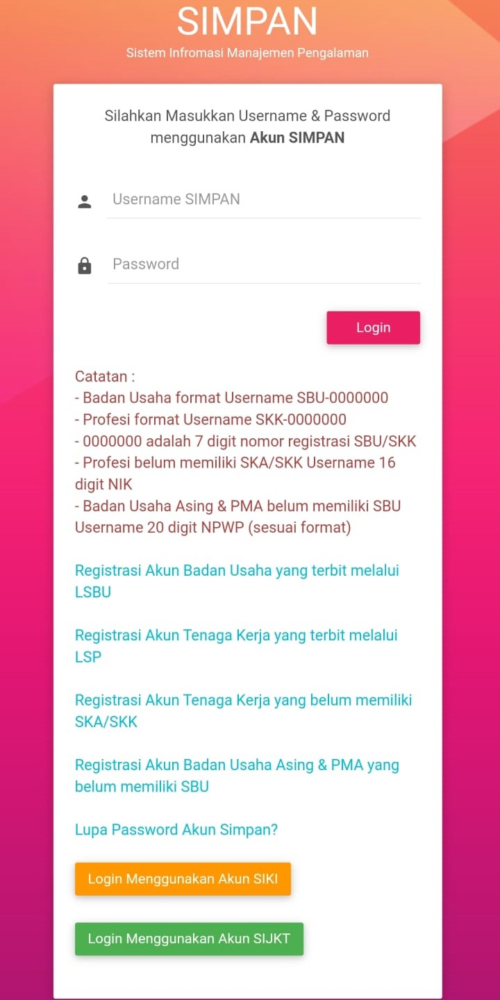 SIMPAN
Sistem Infromasi Manajemen Pengalaman
Silahkan Masukkan Username & Password
menggunakan Akun SIMPAN
Username SIMPAN
Password
Login
Catatan :
- Badan Usaha format Username SBU-0000000
- Profesi format Username SKK-0000000
- 0000000 adalah 7 digit nomor registrasi SBU/SKK
- Profesi belum memiliki SKA/SKK Username 16
digit NIK
- Badan Usaha Asing & PMA belum memiliki SBU
Username 20 digit NPWP (sesuai format)
Registrasi Akun Badan Usaha yang terbit melalui
LSBU
Registrasi Akun Tenaga Kerja yang terbit melalui
LSP
Registrasi Akun Tenaga Kerja yang belum memiliki
SKA/SKK
Registrasi Akun Badan Usaha Asing & PMA yang
belum memiliki SBU
Lupa Password Akun Simpan?
Login Menggunakan Akun SIKI
Login Menggunakan Akun SIJKT